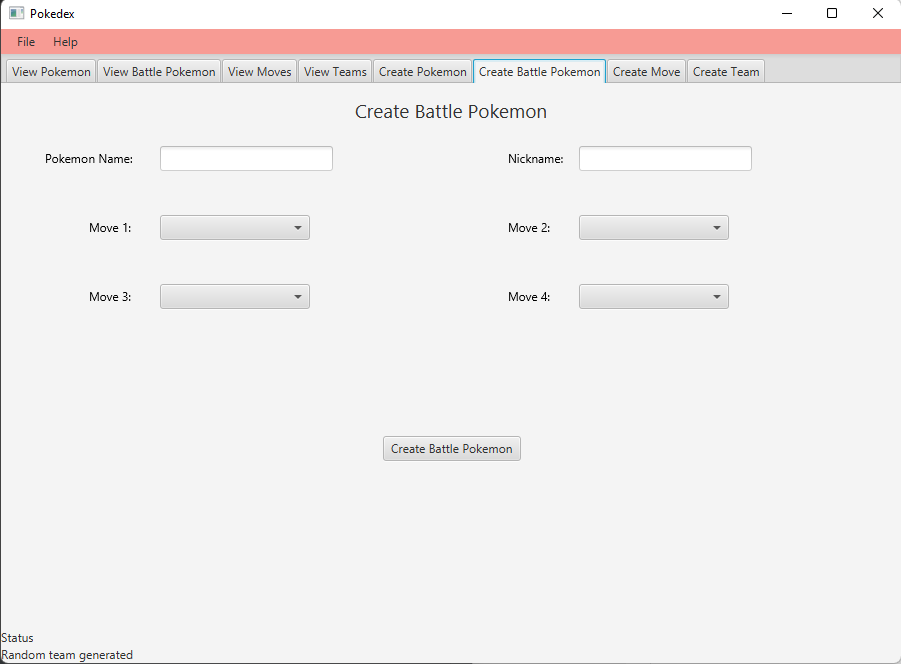 Pokedex
File Help
View Pokemon View Battle Pokemon View Moves View Teams Create Pokemon Create Battle Pokemon Create Move Create Team
Create Battle Pokemon
Pokemon Name: Nickname:
Move 1: Move 2:
Move 3: Move 4:
Create Battle Pokemon
Status
Random team generated